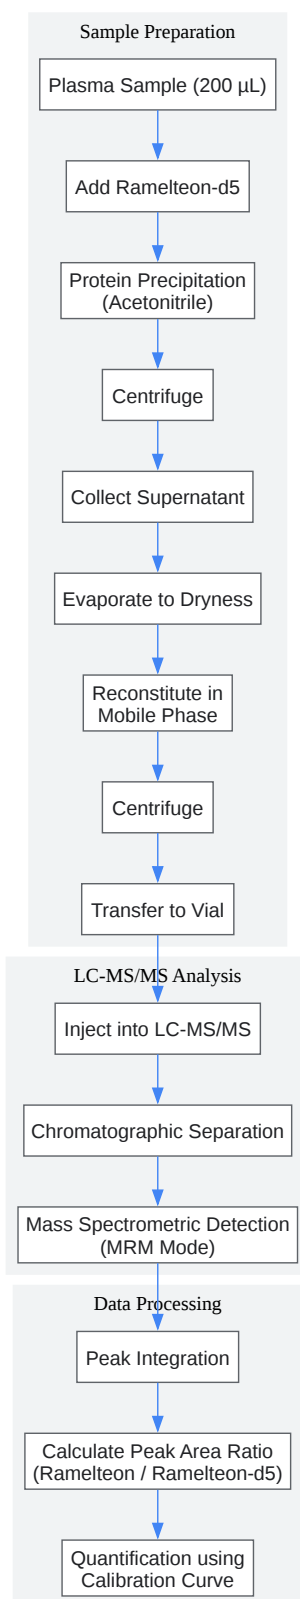 Sample Preparation
Plasma Sample (200 µL)
Add Ramelteon-d5
Protein Precipitation
(Acetonitrile)
Centrifuge
Collect Supernatant
Evaporate to Dryness
Reconstitute in
Mobile Phase
Centrifuge
Transfer to Vial
LC-MS/MS Analysis
Inject into LC-MS/MS
Chromatographic Separation
Mass Spectrometric Detection
(MRM Mode)
Data Processing
Peak Integration
Calculate Peak Area Ratio
(Ramelteon / Ramelteon-d5)
Quantification using
Calibration Curve